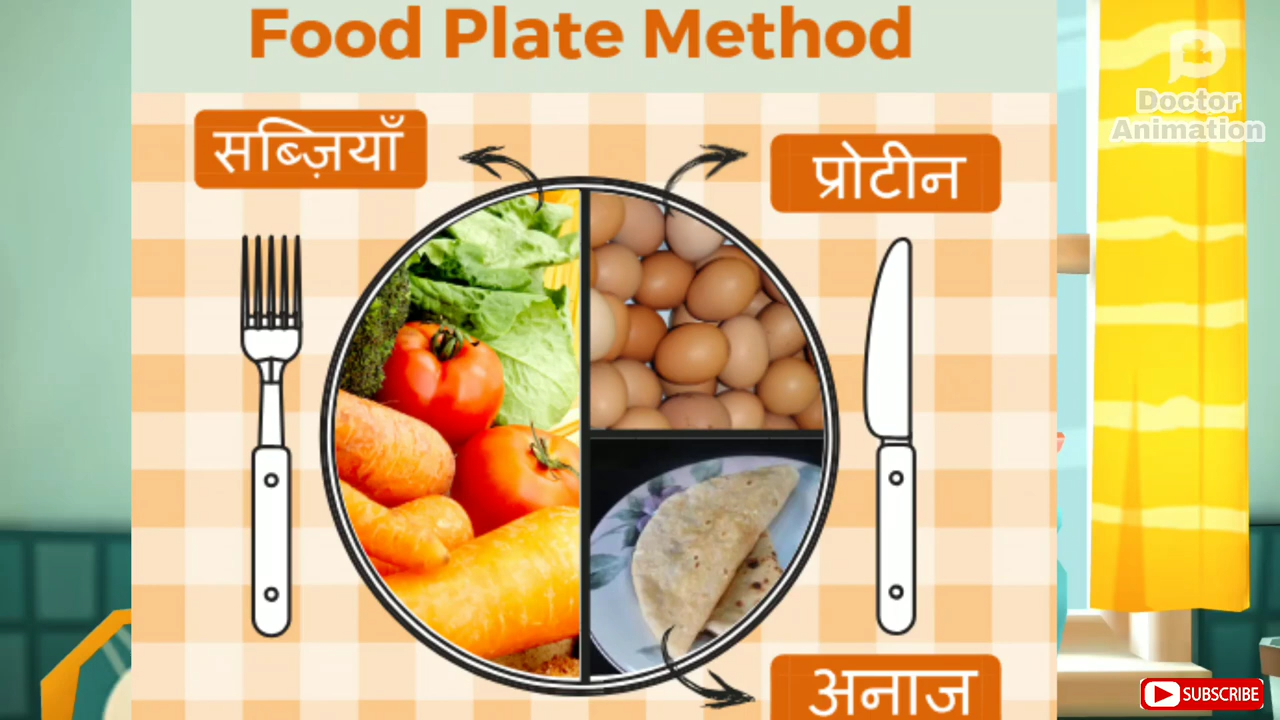 Food Plate Method
सब्ज़ियाँ
प्रोटीन
अनाज
Doctor
Animation
SUBSCRIBE